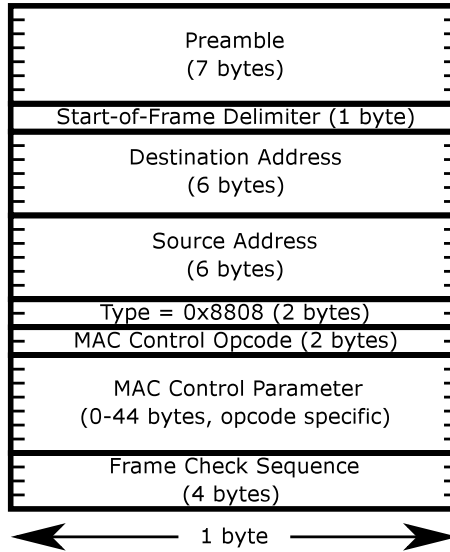 Preamble
(7 bytes)
Start-of-Frame Delimiter (1 byte)
Destination Address
(6 bytes)
Source Address
(6 bytes)
Type = 0x8808 (2 bytes)
MAC Control Opcode (2 bytes)
MAC Control Parameter
(0-44 bytes, opcode specific)
Frame Check Sequence
(4 bytes)
1 byte